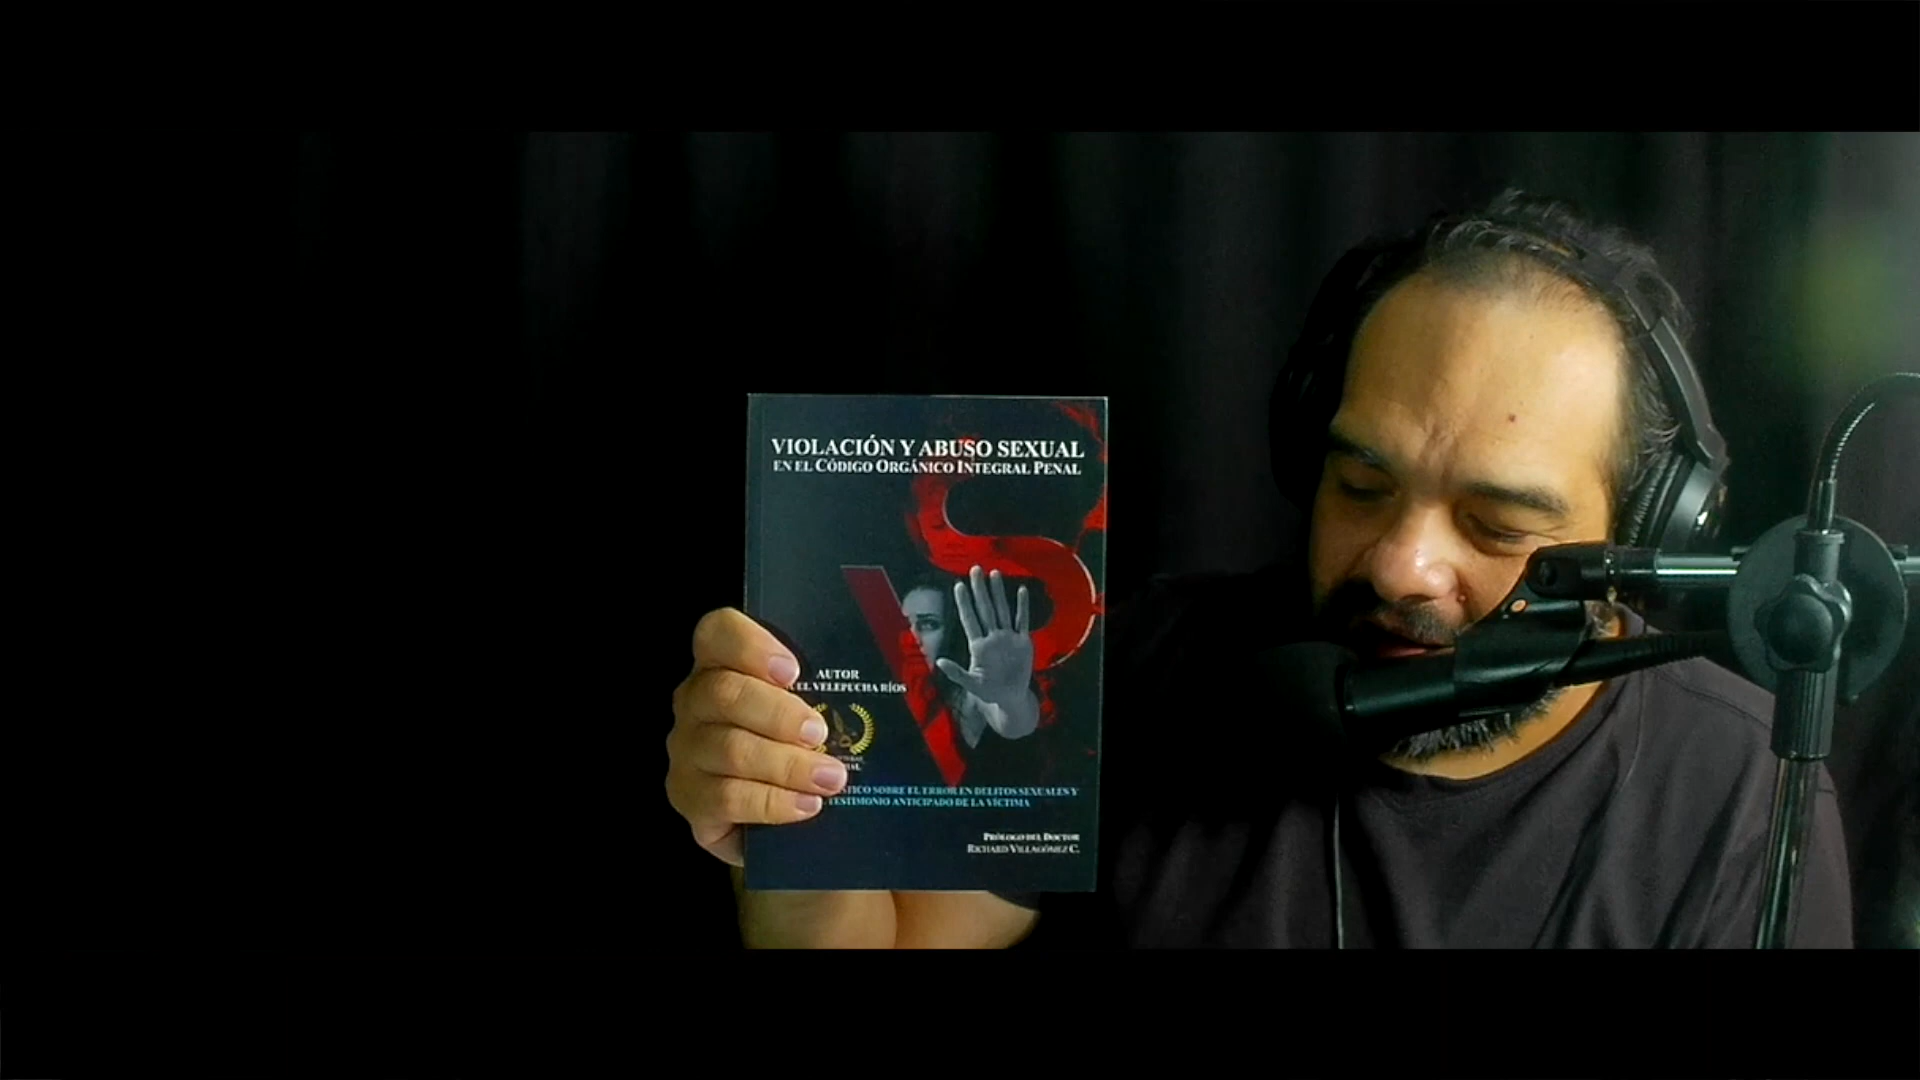 VIOLACIÓN Y ABUSO SEXUAL
EN EL CÓDIGO ORGÁNICO INTEGRAL PENAL
AUTOR
EL VELEPUCHA RÍOS
SOBRE EL ERROR EN DELITOS SEXUALES Y
TESTIMONIO ANTICIPADO DE LA VÍCTIMA
PRÓLOGO DEL DOCTOR
RICHARD VILLAGÓMEZ C.